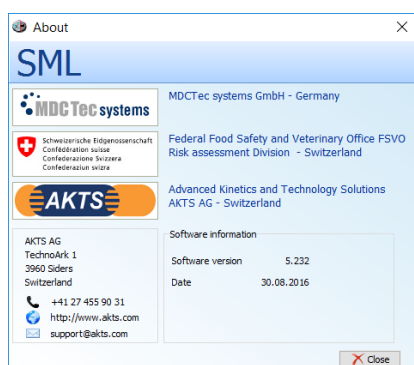 About
SML
MDCTec systems
MDCTec systems GmbH - Germany
Schweizerische Eidgenossenschaft
Confédération suisse
Confederazione Svizzera
Confederaziun svizra
Federal Food Safety and Veterinary Office FSVO
Risk assessment Division - Switzerland
AKTS
Advanced Kinetics and Technology Solutions
AKTS AG - Switzerland
AKTS AG
TechnoArk 1
3960 Siders
Switzerland
+41 27 455 90 31
http://www.akts.com
support@akts.com
Software information
Software version 5.232
Date 30.08.2016
Close